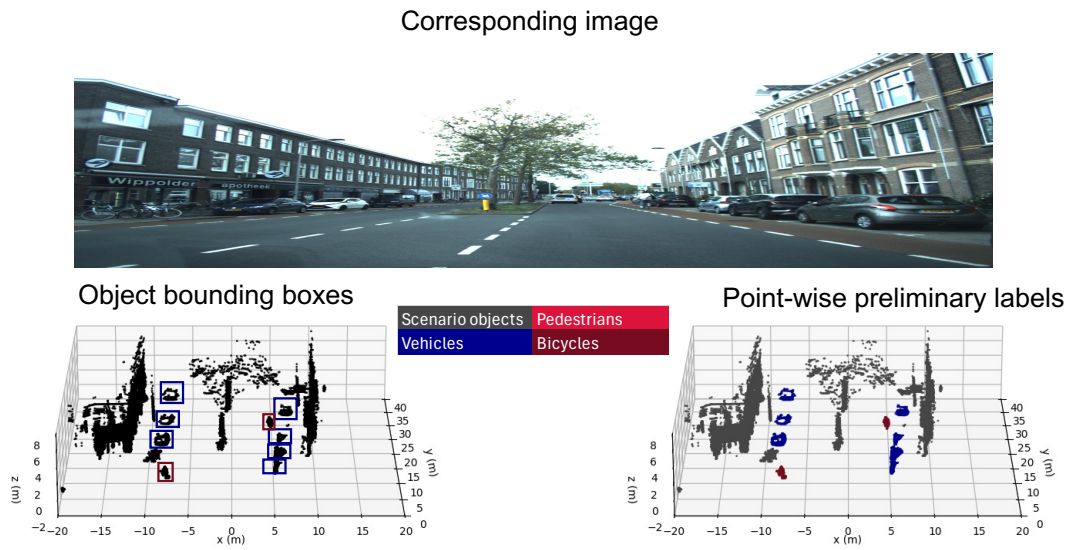 Corresponding image
Wippolder apotheek
Object bounding boxes
Scenario objects Pedestrians
Vehicles Bicycles
Point-wise preliminary labels
8
6
4
2
0
−2
z (m)
−20 −15 −10 −5 0 5 10 15 20
x (m)
40
35
30
25
20
15
10
5
0
y (m)
8
6
4
2
0
−2
z (m)
−20 −15 −10 −5 0 5 10 15 20
x (m)
40
35
30
25
20
15
10
5
0
y (m)